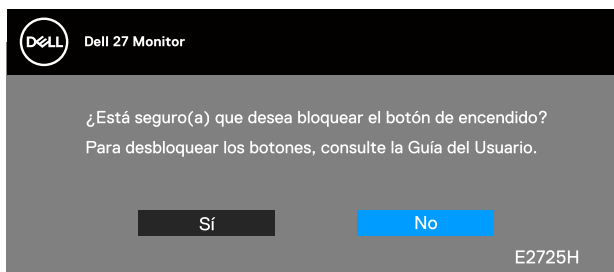 DELL
Dell 27 Monitor
¿Está seguro(a) que desea bloquear el botón de encendido?
Para desbloquear los botones, consulte la Guía del Usuario.
Sí
No
E2725H